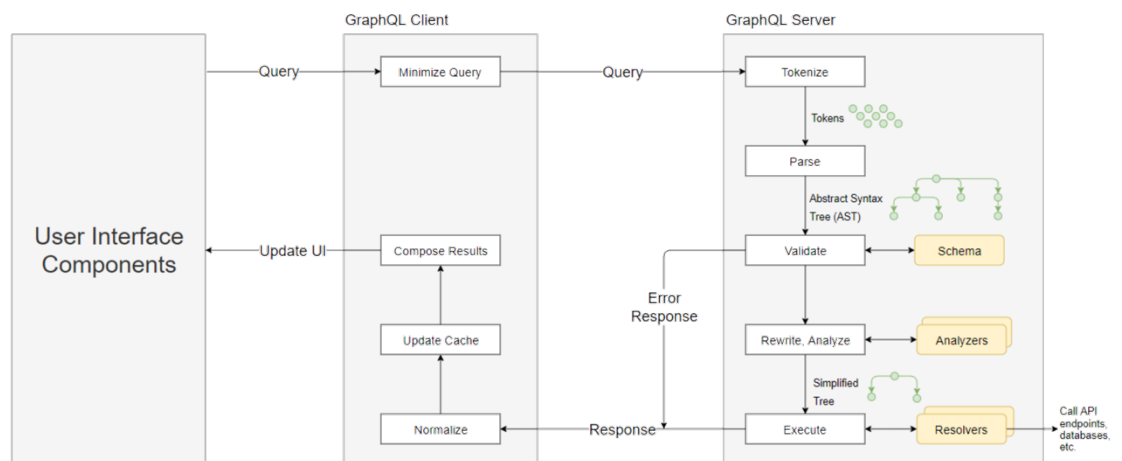 GraphQL Client
GraphQL Server
Query
Minimize Query
Query
Tokenize
Tokens
Parse
Abstract Syntax
Tree (AST)
User Interface
Components
Update UI
Compose Results
Validate
Schema
Error
Response
Update Cache
Rewrite, Analyze
Analyzers
Simplified
Tree
Normalize
Response
Execute
Resolvers
Call API
endpoints,
databases,
etc.